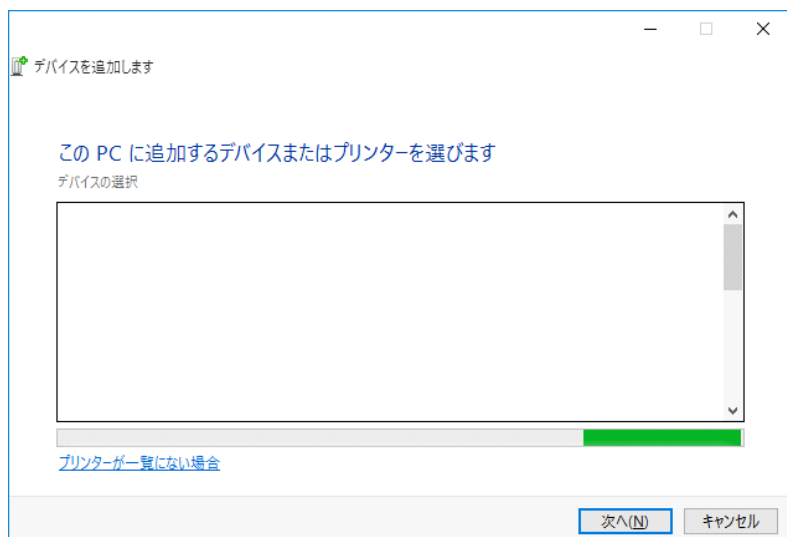 デバイスを追加します
この PC に追加するデバイスまたはプリンターを選びます
デバイスの選択
プリンターが一覧にない場合
次へ(N)
キャンセル